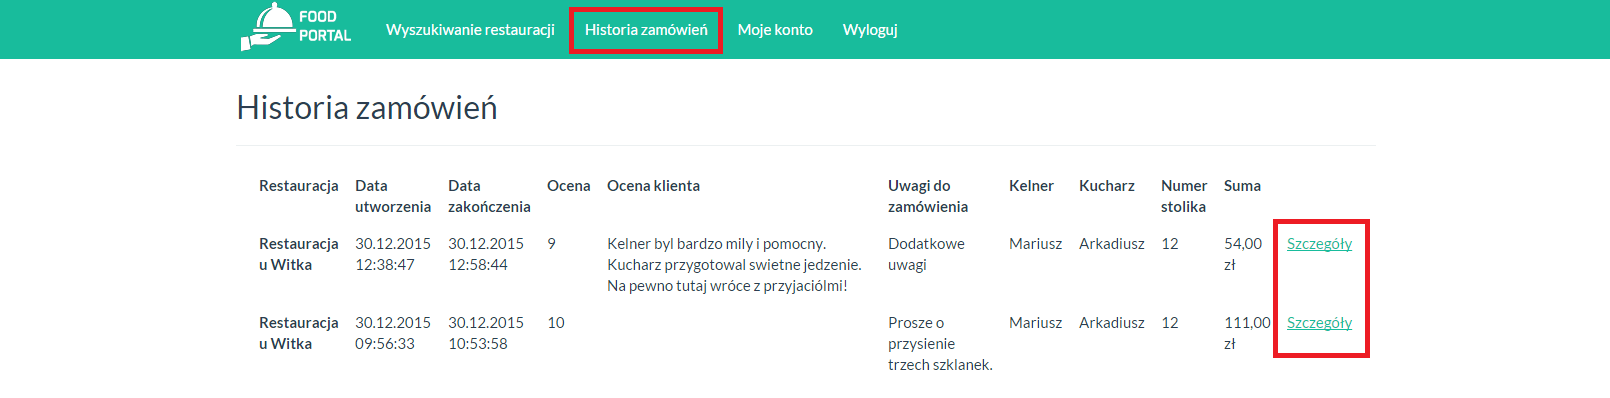 FOOD
PORTAL
Wyszukiwanie restauracji Historia zamówień Moje konto Wyloguj
Historia zamówień
Restauracja Data utworzenia Data zakończenia Ocena Ocena klienta Uwagi do zamówienia Kelner Kucharz Numer stolika Suma
Restauracja u Witka 30.12.2015 12:38:47 30.12.2015 12:58:44 9 Kelner byl bardzo mily i pomocny. Kucharz przygotowal swietne jedzenie. Na pewno tutaj wróce z przyjaciólmi! Dodatkowe uwagi Mariusz Arkadiusz 12 54,00 zł Szczegóły
Restauracja u Witka 30.12.2015 09:56:33 30.12.2015 10:53:58 10 Prosze o przysienie trzech szklanek. Mariusz Arkadiusz 12 111,00 zł Szczegóły